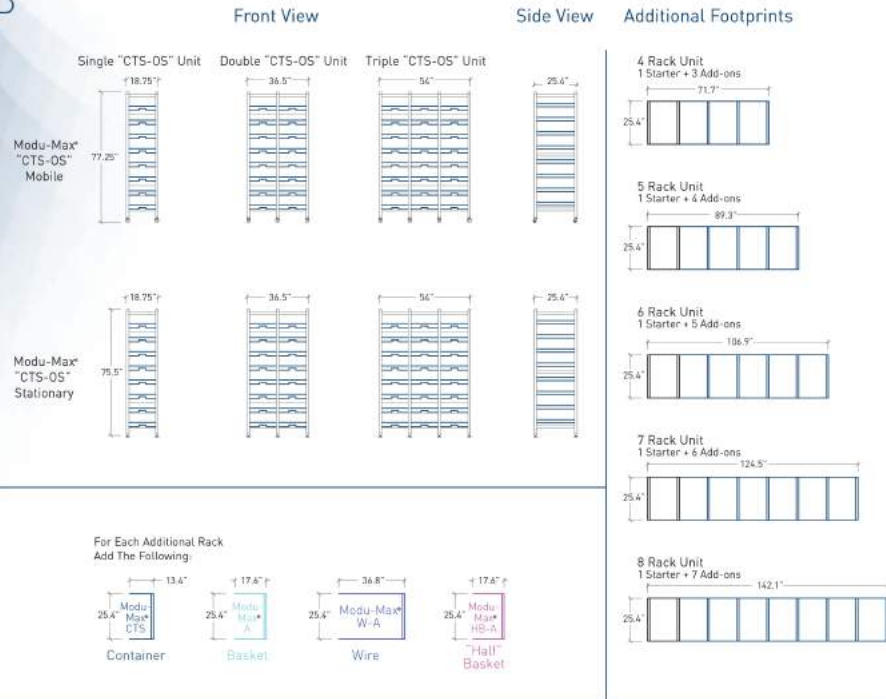 Front View
Side View
Additional Footprints
Single "CTS-OS" Unit
Double "CTS-OS" Unit
Triple "CTS-OS" Unit
18.75"
36.5"
54"
25.4"
Modu-Max®
"CTS-OS"
Mobile
77.25"
18.75"
36.5"
54"
25.4"
Modu-Max®
"CTS-OS"
Stationary
75.5"
4 Rack Unit
1 Starter + 3 Add-ons
71.7"
25.4"
5 Rack Unit
1 Starter + 4 Add-ons
89.3"
25.4"
6 Rack Unit
1 Starter + 5 Add-ons
106.9"
25.4"
7 Rack Unit
1 Starter + 6 Add-ons
124.5"
25.4"
8 Rack Unit
1 Starter + 7 Add-ons
142.1"
25.4"
For Each Additional Rack
Add The Following:
13.4"
25.4"
Modu-
Max®
CTS
Container
17.6"
25.4"
Modu-
Max®
A
Basket
36.8"
25.4"
Modu-Max®
W-A
Wire
17.6"
25.4"
Modu-
Max®
HB-A
"Half"
Basket